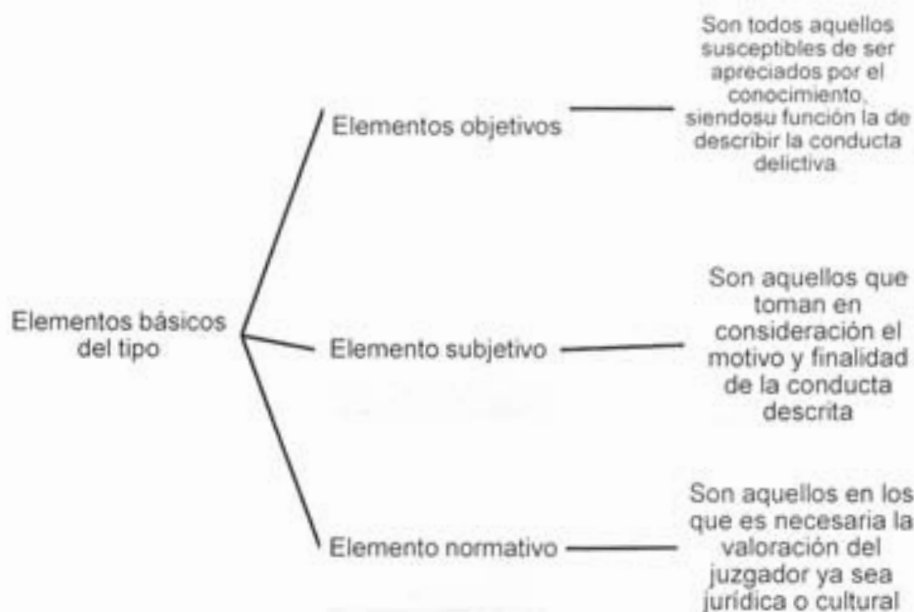 Son todos aquellos
susceptibles de ser
apreciados por el
conocimiento,
siendosu función la de
describir la conducta
delictiva.
Elementos objetivos
Elementos básicos
del tipo
Elemento subjetivo
Son aquellos que
toman en
consideración el
motivo y finalidad
de la conducta
descrita
Elemento normativo
Son aquellos en los
que es necesaria la
valoración del
juzgador ya sea
jurídica o cultural